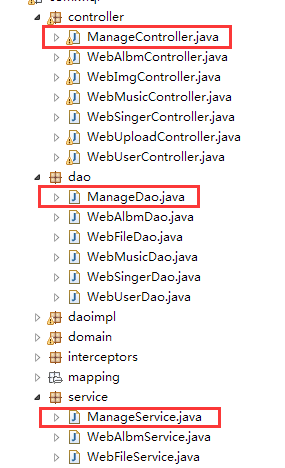 controller
ManageController.java
WebAlbmController.java
WebImgController.java
WebMusicController.java
WebSingerController.java
WebUploadController.java
WebUserController.java
dao
ManageDao.java
WebAlbmDao.java
WebFileDao.java
WebMusicDao.java
WebSingerDao.java
WebUserDao.java
daoimpl
domain
interceptors
mapping
service
ManageService.java
WebAlbmService.java
WebFileService.java